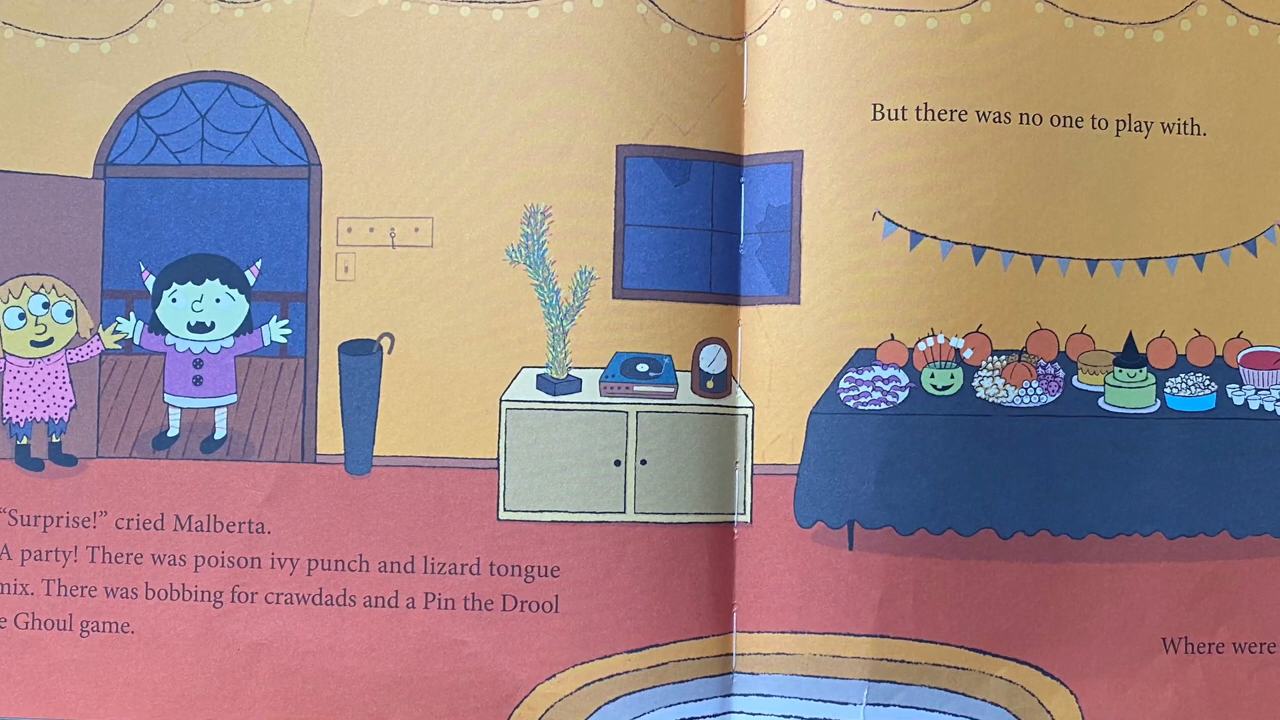 “Surprise!” cried Malberta.
A party! There was poison ivy punch and lizard tongue
mix. There was bobbing for crawdads and a Pin the Drool
e Ghoul game.
But there was no one to play with.
Where were